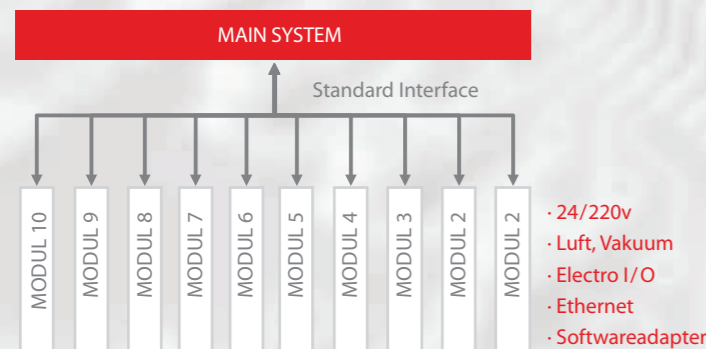 MAIN SYSTEM
Standard Interface
MODUL 10
MODUL 9
MODUL 8
MODUL 7
MODUL 6
MODUL 5
MODUL 4
MODUL 3
MODUL 2
MODUL 2
· 24/220v
· Luft, Vakuum
· Electro I/O
· Ethernet
· Softwareadapter